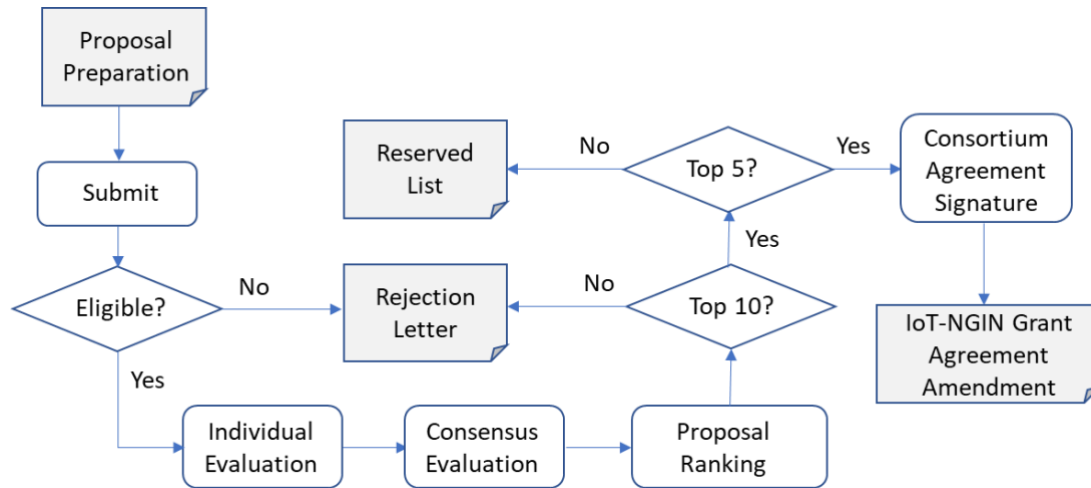 Proposal
Preparation
Submit
Eligible?
No
Yes
Individual
Evaluation
Consensus
Evaluation
Proposal
Ranking
Rejection
Letter
No
Top 10?
Yes
Reserved
List
No
Top 5?
Yes
Consortium
Agreement
Signature
IoT-NGIN Grant
Agreement
Amendment